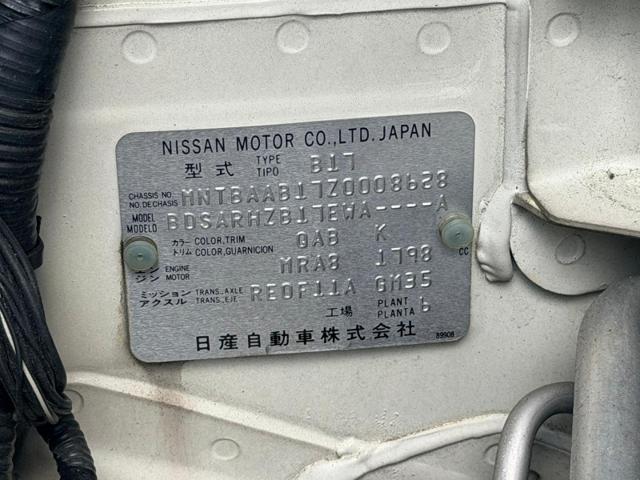 NISSAN MOTOR CO.,LTD. JAPAN
型式 TYPE TIPO B17
CHASSIS NO. NO.DE CHASIS MNTBAAB17Z0008628
MODEL MODELO BDSARHZB17EWA----A
カラー トリム COLOR,TRIM COLOR,GUARNICION QAB K
エンジン ENGINE MOTOR MRA8 1798 CC
ミッション アクスル TRANS.,AXLE TRANS.,EJE RE0F11A GM35
工場 PLANT PLANTA 6
日産自動車株式会社 8990B